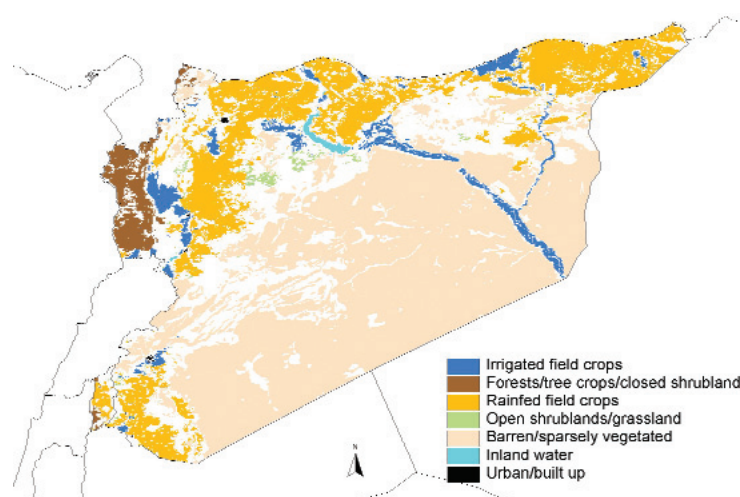 Irrigated field crops
Forests/tree crops/closed shrubland
Rainfed field crops
Open shrublands/grassland
Barren/sparsely vegetated
Inland water
Urban/built up
N